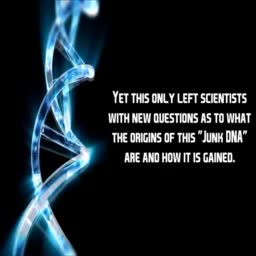 Yet this only left scientists
with new questions as to what
the origins of this "Junk DNA"
are and how it is gained.